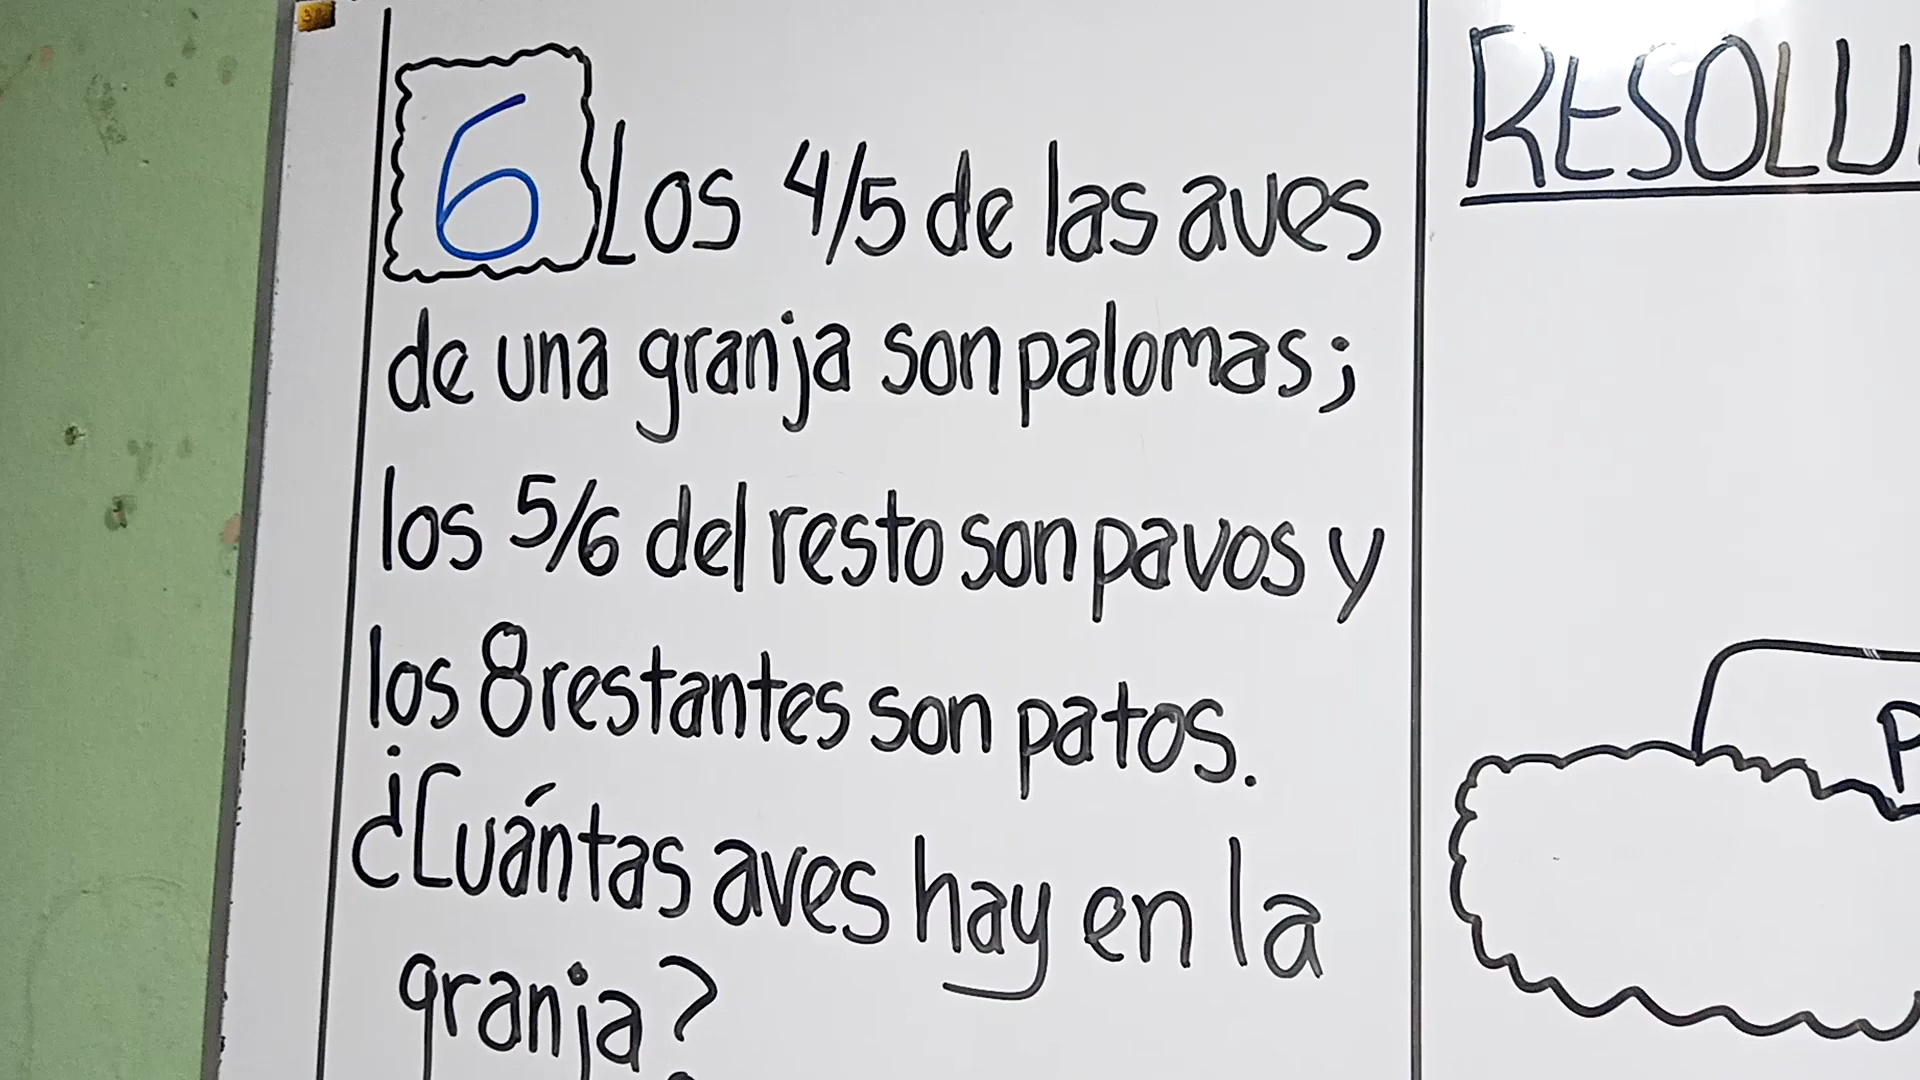 6 Los 4/5 de las aves
de una granja son palomas;
los 5/6 del resto son pavos y
los 8 restantes son patos.
¿Cuántas aves hay en la
granja?
RESOLU
P